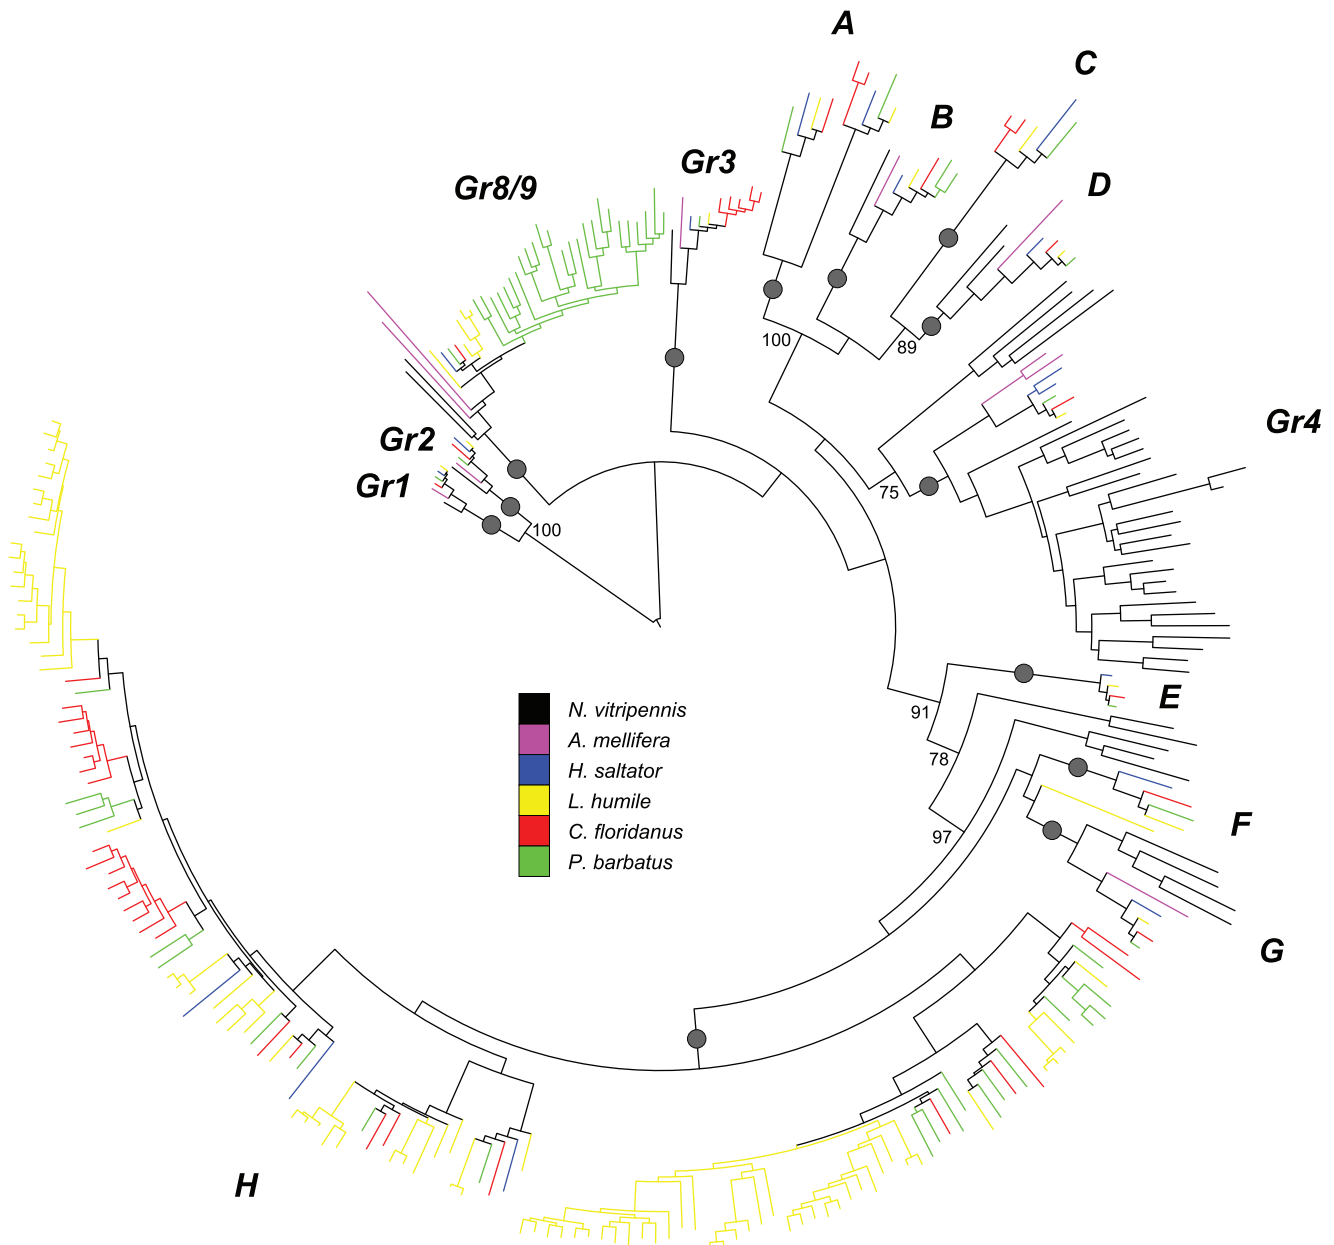 A
C
B
Gr3
Gr8/9
D
100
89
Gr4
Gr2
Gr1
75
100
E
N. vitripennis
91
A. mellifera
78
H. saltator
L. humile
F
C. floridanus
97
P. barbatus
G
H